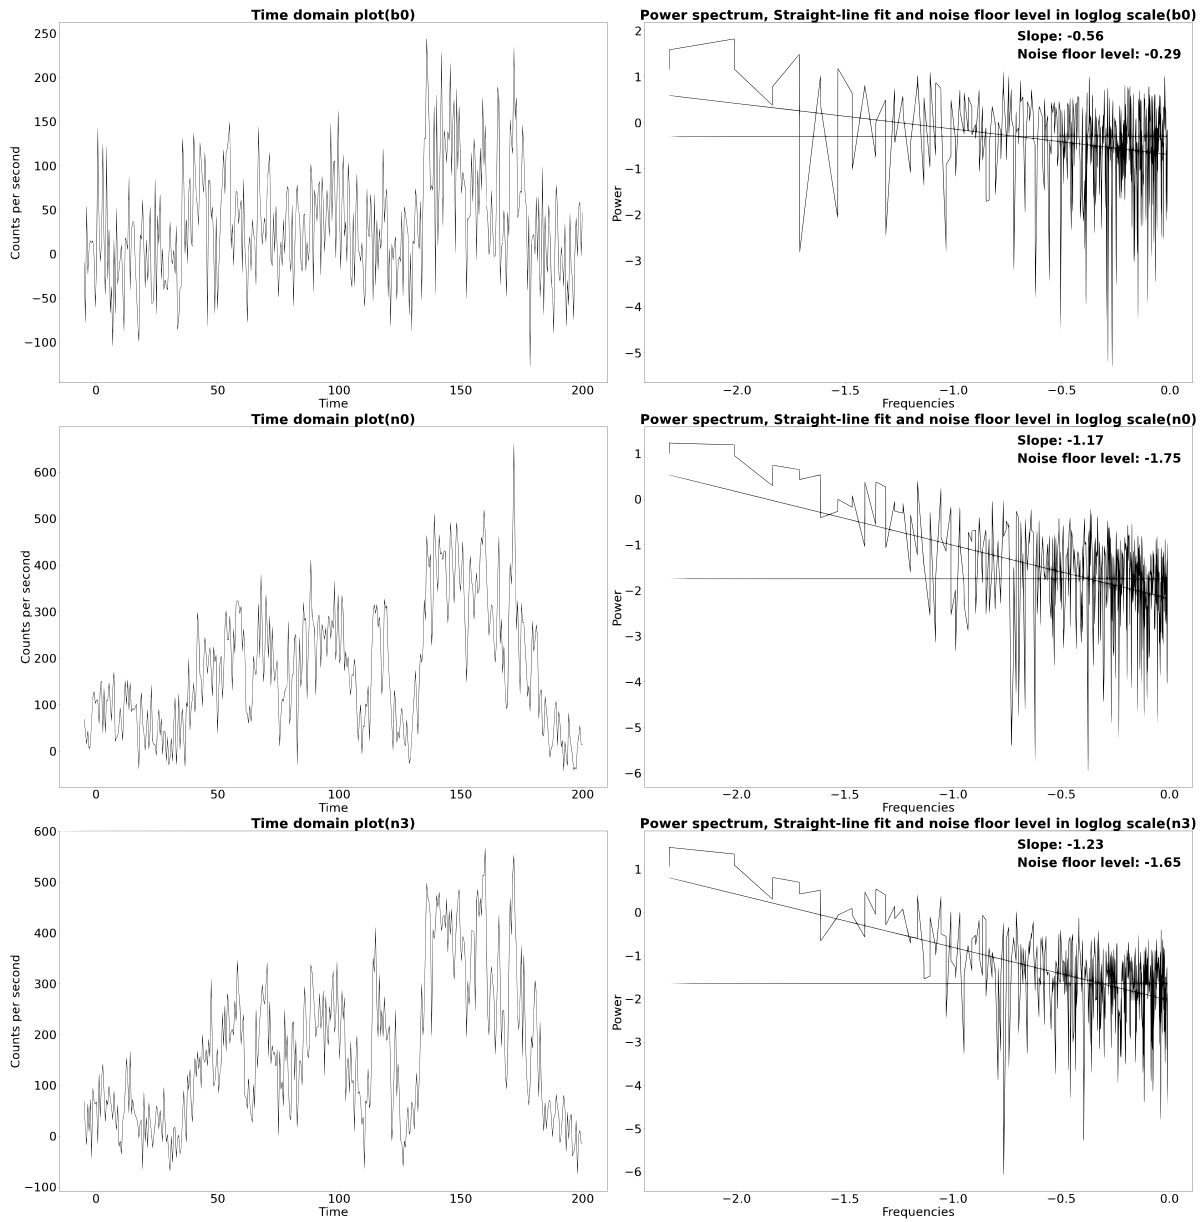 Time domain plot(b0)
Counts per second
250
200
150
100
50
0
−50
−100
0 50 100 150 200
Time
Power spectrum, Straight-line fit and noise floor level in loglog scale(b0)
Slope: -0.56
Noise floor level: -0.29
Power
2
1
0
−1
−2
−3
−4
−5
−2.0 −1.5 −1.0 −0.5 0.0
Frequencies
Time domain plot(n0)
Counts per second
600
500
400
300
200
100
0
0 50 100 150 200
Time
Power spectrum, Straight-line fit and noise floor level in loglog scale(n0)
Slope: -1.17
Noise floor level: -1.75
Power
1
0
−1
−2
−3
−4
−5
−6
−2.0 −1.5 −1.0 −0.5 0.0
Frequencies
Time domain plot(n3)
Counts per second
600
500
400
300
200
100
0
−100
0 50 100 150 200
Time
Power spectrum, Straight-line fit and noise floor level in loglog scale(n3)
Slope: -1.23
Noise floor level: -1.65
Power
1
0
−1
−2
−3
−4
−5
−6
−2.0 −1.5 −1.0 −0.5 0.0
Frequencies